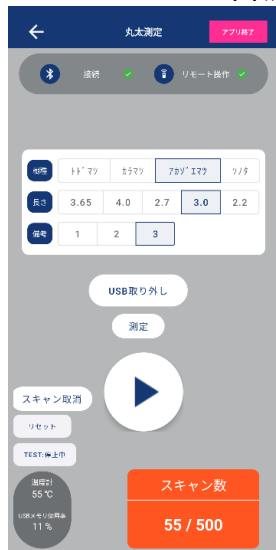 丸太測定
アプリ終了
接続
リモート操作
樹種 トドマツ カラマツ アカゾエマツ ソノタ
長さ 3.65 4.0 2.7 3.0 2.2
備考 1 2 3
USB取り外し
測定
スキャン取消
リセット
TEST:停止中
温度計
55 ℃
USBメモリ使用率
11 %
スキャン数
55 / 500